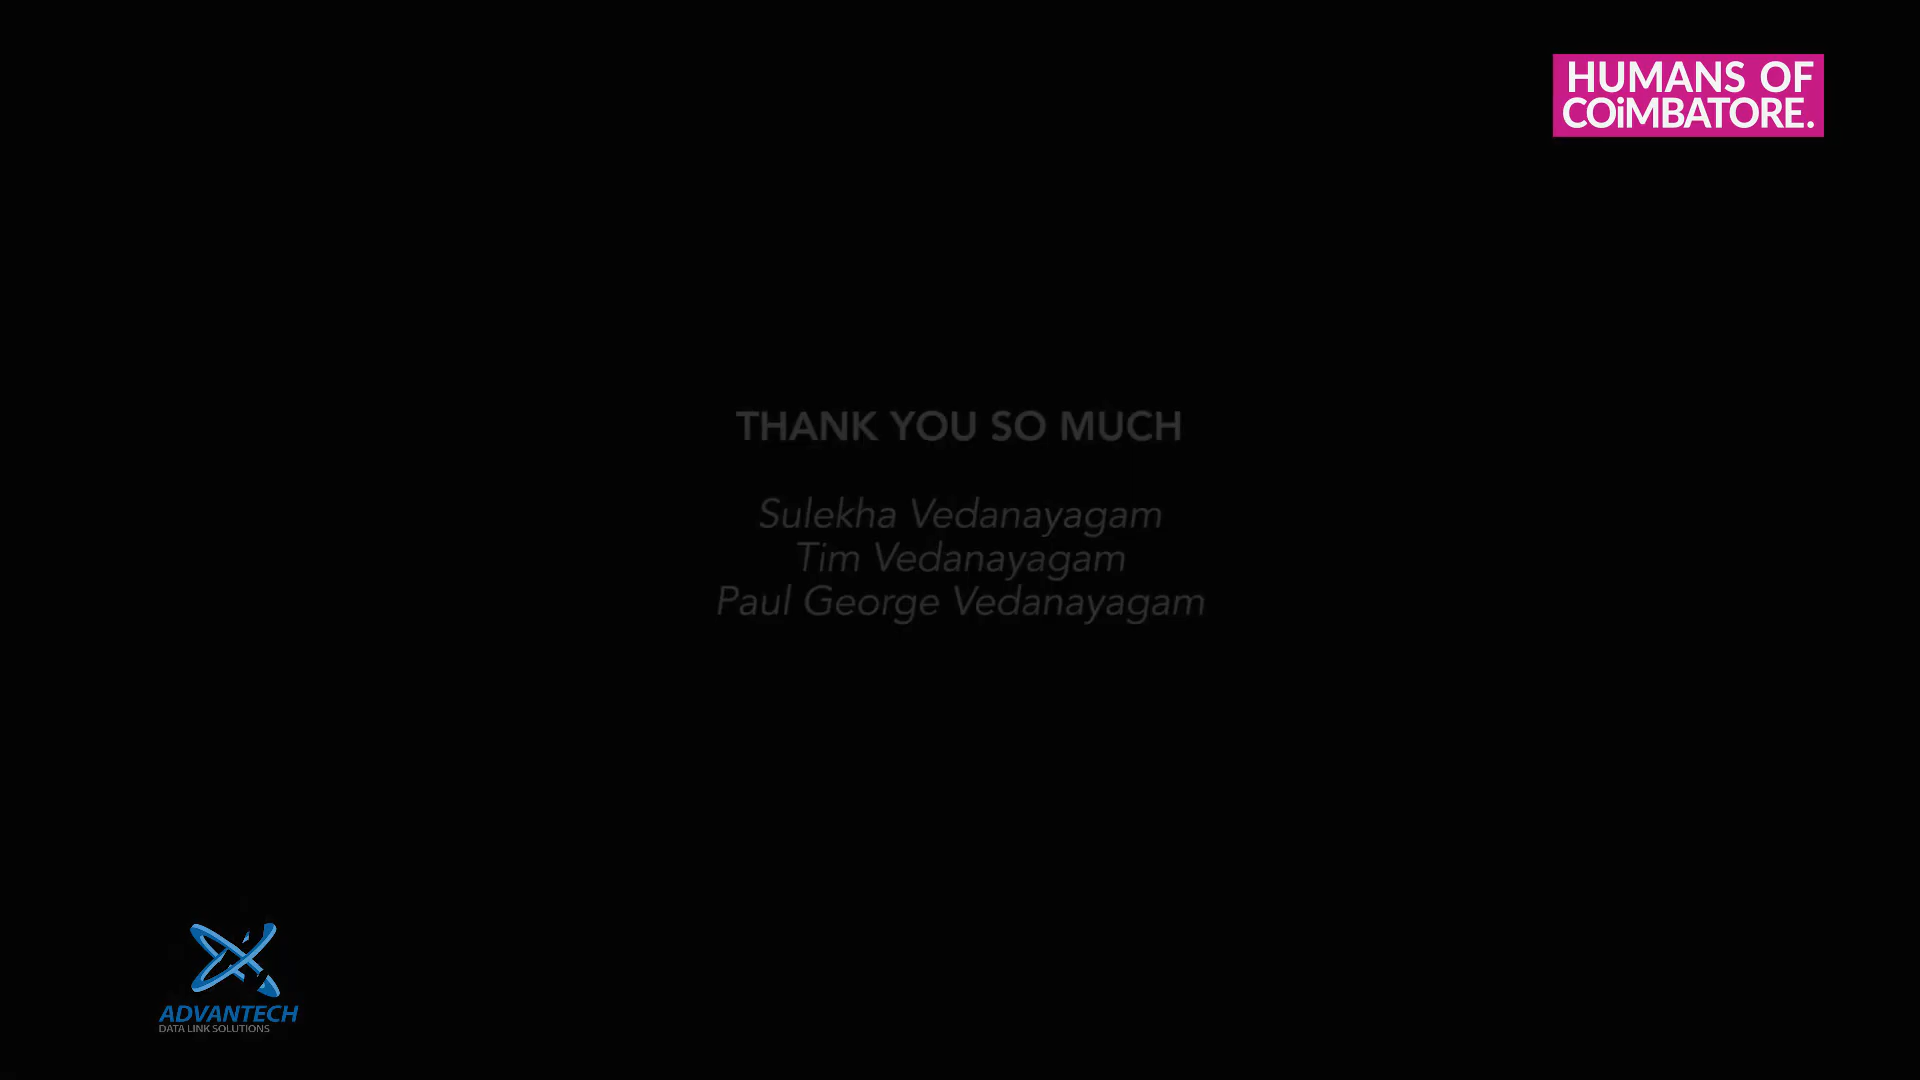 HUMANS OF
COiMBATORE.
THANK YOU SO MUCH
Sulekha Vedanayagam
Tim Vedanayagam
Paul George Vedanayagam
ADVANTECH
DATA LINK SOLUTIONS